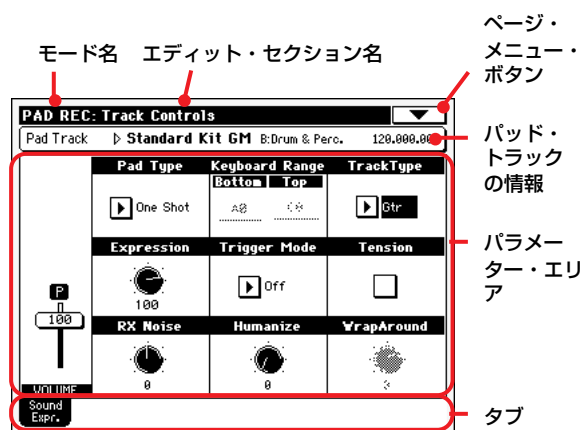 ページ・
メニュー・
ボタン
モード名 エディット・セクション名
PAD REC: Track Controls
Pad Track Standard Kit GM B:Drum & Perc. 120.000.00
パッド・
トラック
の情報
Pad Type Keyboard Range TrackType
Bottom Top
One Shot Gtr
パラメー
ター・エリ
ア
Expression Trigger Mode Tension
100 Off
P
100
RX Noise Humanize WrapAround
0 0
VOLUME
Sound
Expr.
タブ